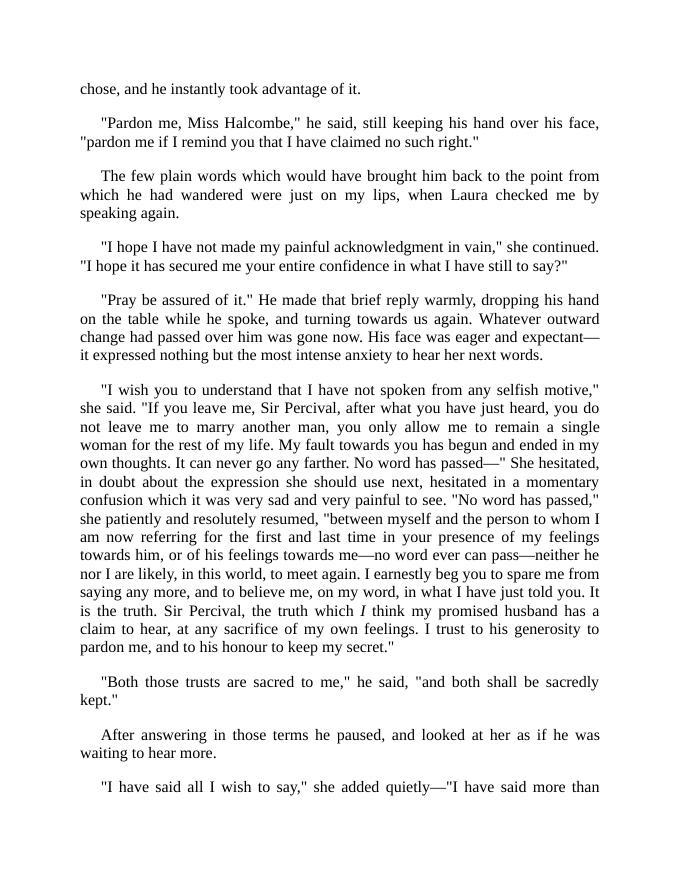 chose, and he instantly took advantage of it.
"Pardon me, Miss Halcombe," he said, still keeping his hand over his face,
"pardon me if I remind you that I have claimed no such right."
The few plain words which would have brought him back to the point from
which he had wandered were just on my lips, when Laura checked me by
speaking again.
"I hope I have not made my painful acknowledgment in vain," she continued.
"I hope it has secured me your entire confidence in what I have still to say?"
"Pray be assured of it." He made that brief reply warmly, dropping his hand
on the table while he spoke, and turning towards us again. Whatever outward
change had passed over him was gone now. His face was eager and expectant—
it expressed nothing but the most intense anxiety to hear her next words.
"I wish you to understand that I have not spoken from any selfish motive,"
she said. "If you leave me, Sir Percival, after what you have just heard, you do
not leave me to marry another man, you only allow me to remain a single
woman for the rest of my life. My fault towards you has begun and ended in my
own thoughts. It can never go any farther. No word has passed—" She hesitated,
in doubt about the expression she should use next, hesitated in a momentary
confusion which it was very sad and very painful to see. "No word has passed,"
she patiently and resolutely resumed, "between myself and the person to whom I
am now referring for the first and last time in your presence of my feelings
towards him, or of his feelings towards me—no word ever can pass—neither he
nor I are likely, in this world, to meet again. I earnestly beg you to spare me from
saying any more, and to believe me, on my word, in what I have just told you. It
is the truth. Sir Percival, the truth which I think my promised husband has a
claim to hear, at any sacrifice of my own feelings. I trust to his generosity to
pardon me, and to his honour to keep my secret."
"Both those trusts are sacred to me," he said, "and both shall be sacredly
kept."
After answering in those terms he paused, and looked at her as if he was
waiting to hear more.
"I have said all I wish to say," she added quietly—"I have said more than